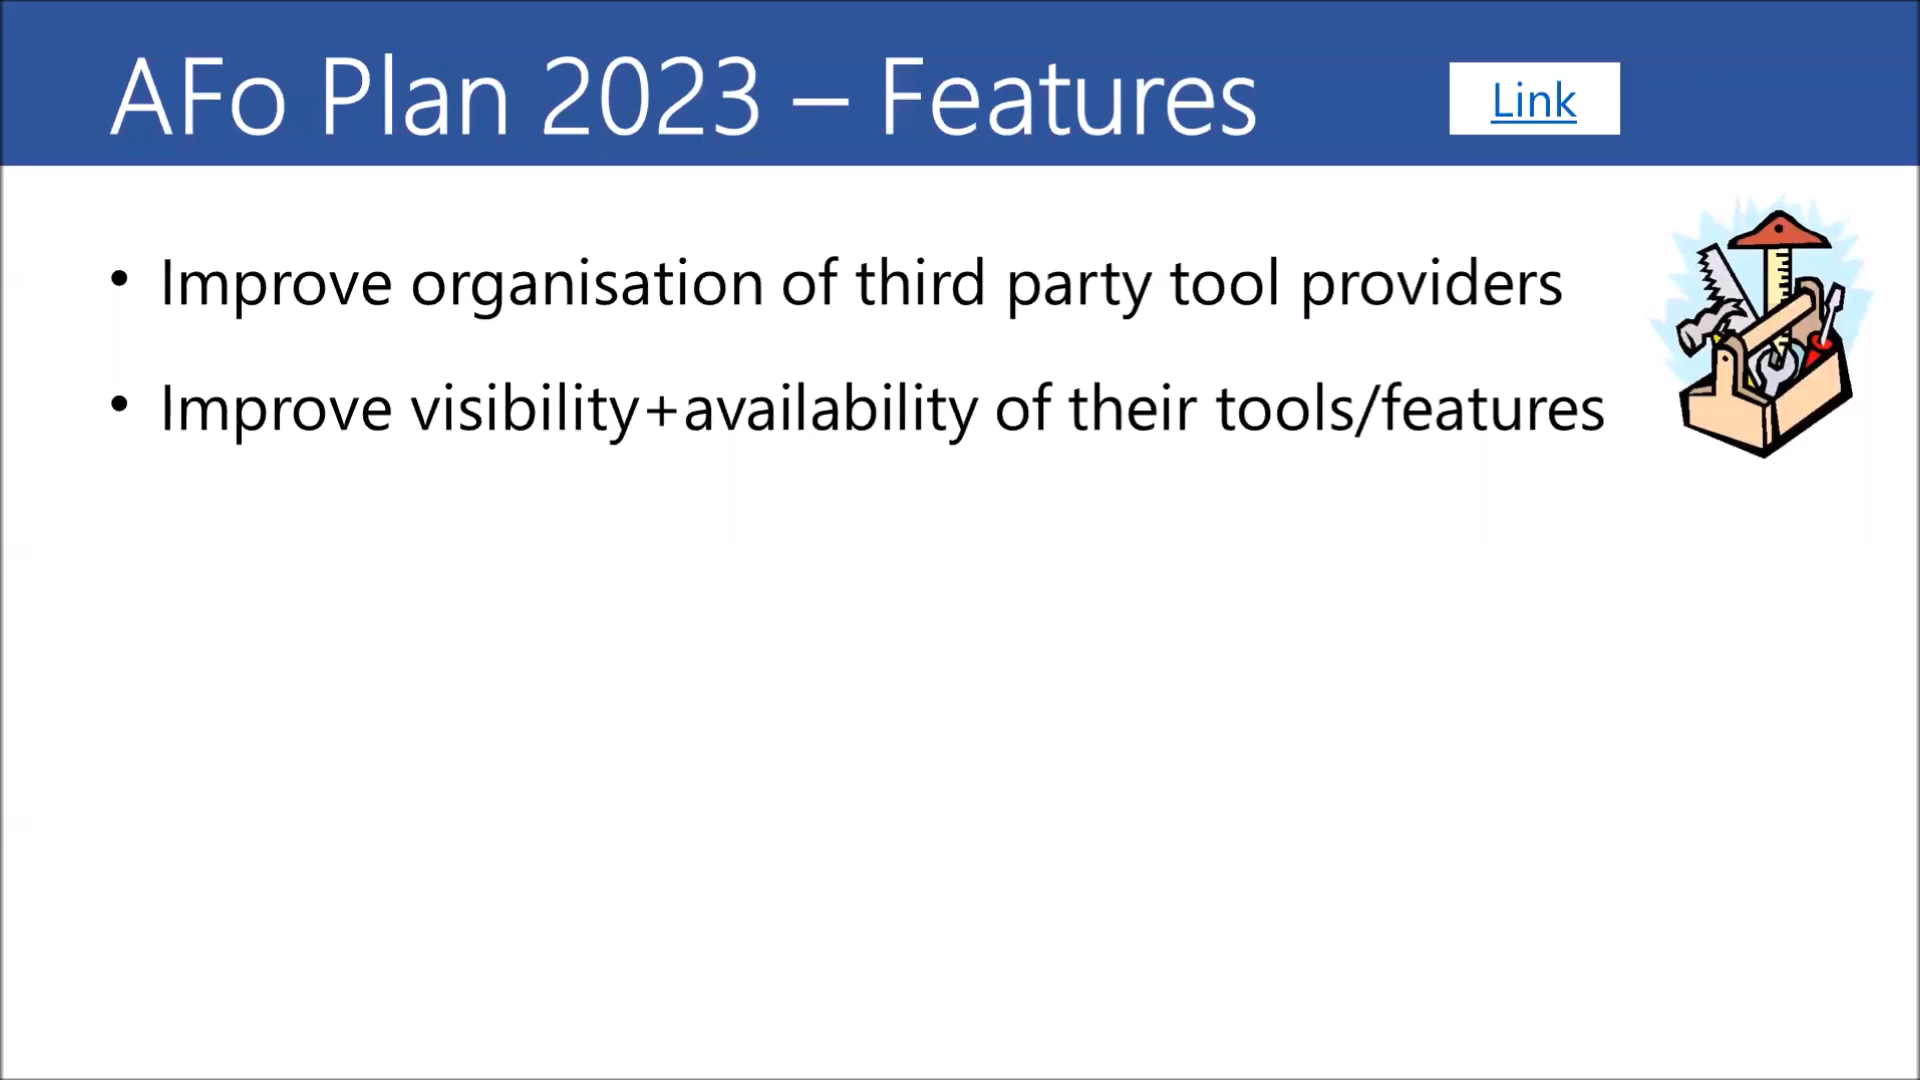 AFo Plan 2023 – Features
Link
• Improve organisation of third party tool providers
• Improve visibility+availability of their tools/features